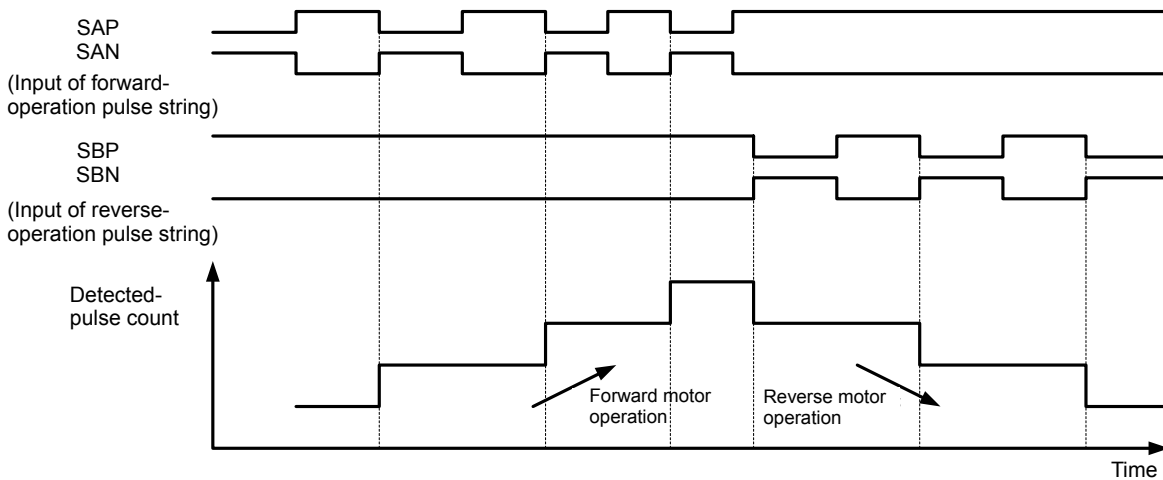 SAP
SAN
(Input of forward-
operation pulse string)
SBP
SBN
(Input of reverse-
operation pulse string)
Detected-
pulse count
Forward motor
operation
Reverse motor
operation
Time